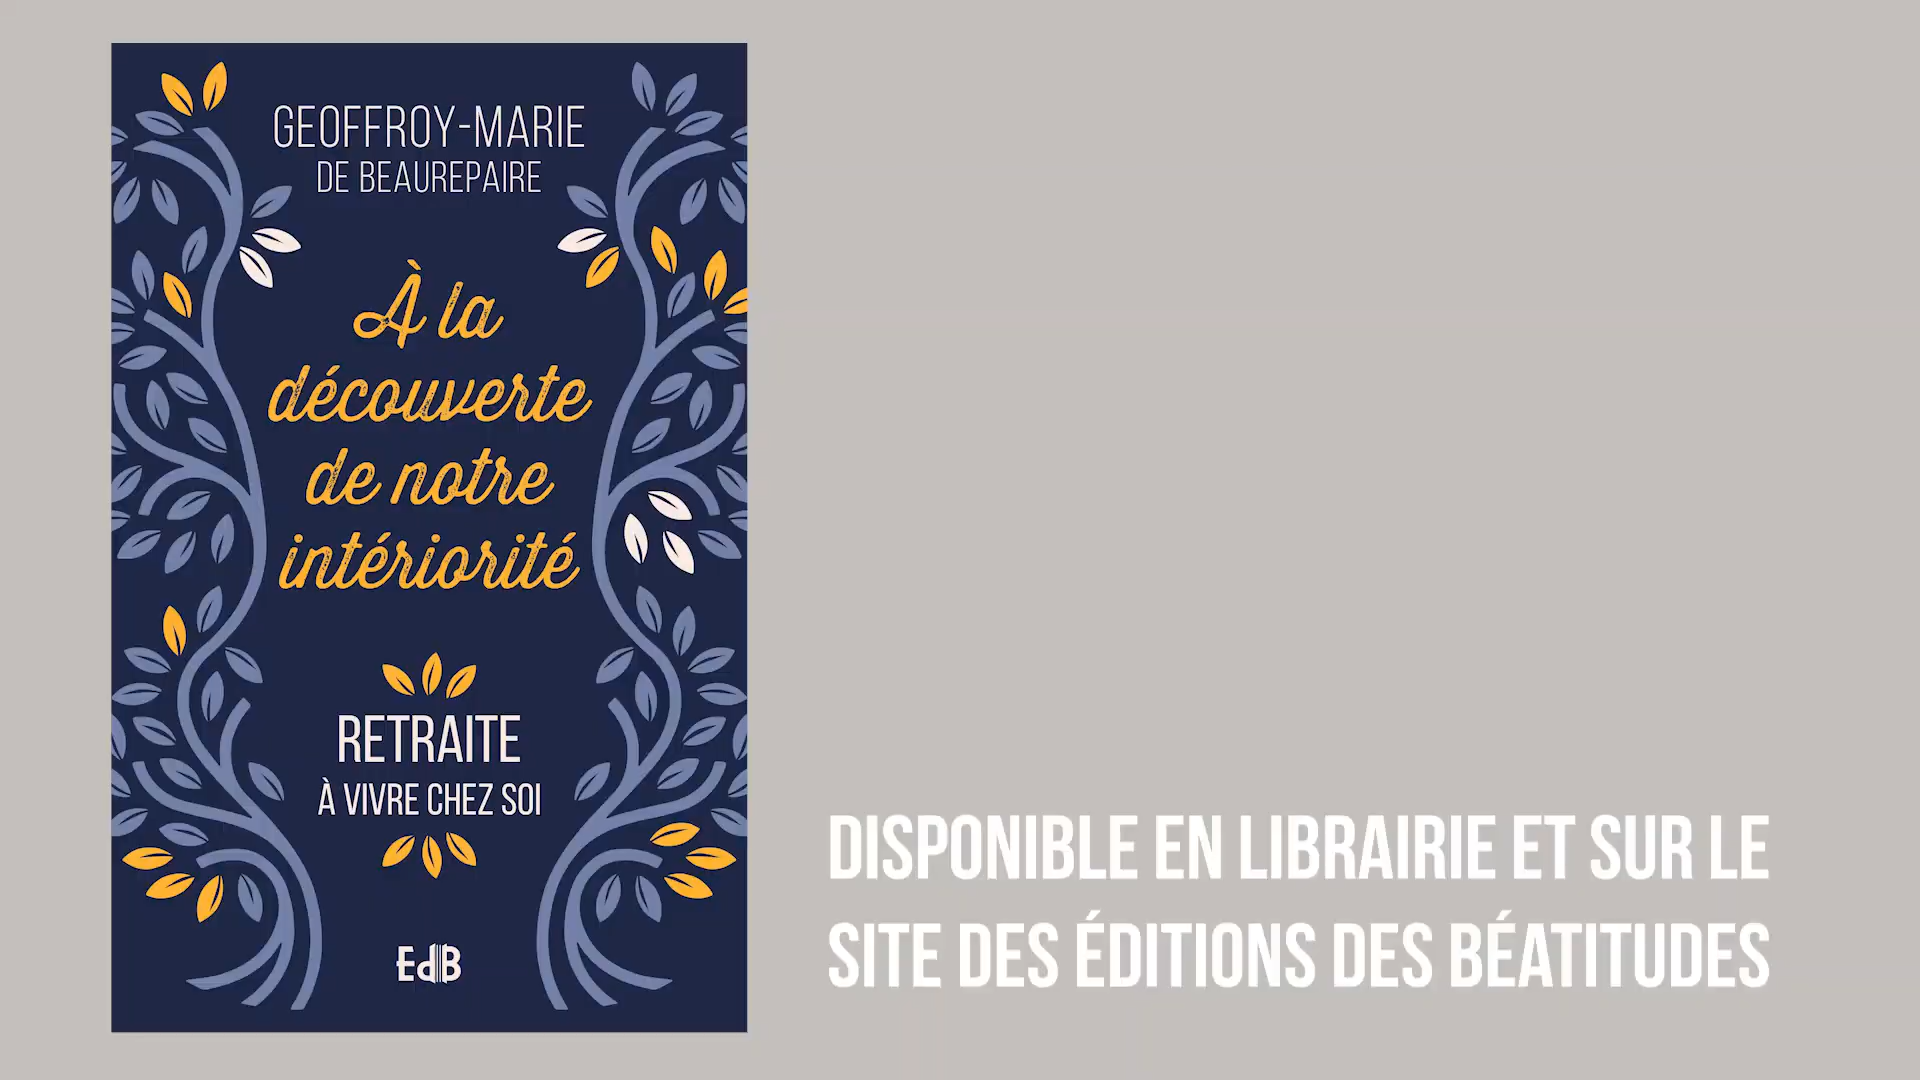 GEOFFROY-MARIE
DE BEAUREPAIRE
À la
découverte
de notre
intériorité
RETRAITE
À VIVRE CHEZ SOI
EdB
DISPONIBLE EN LIBRAIRIE ET SUR LE
SITE DES ÉDITIONS DES BÉATITUDES